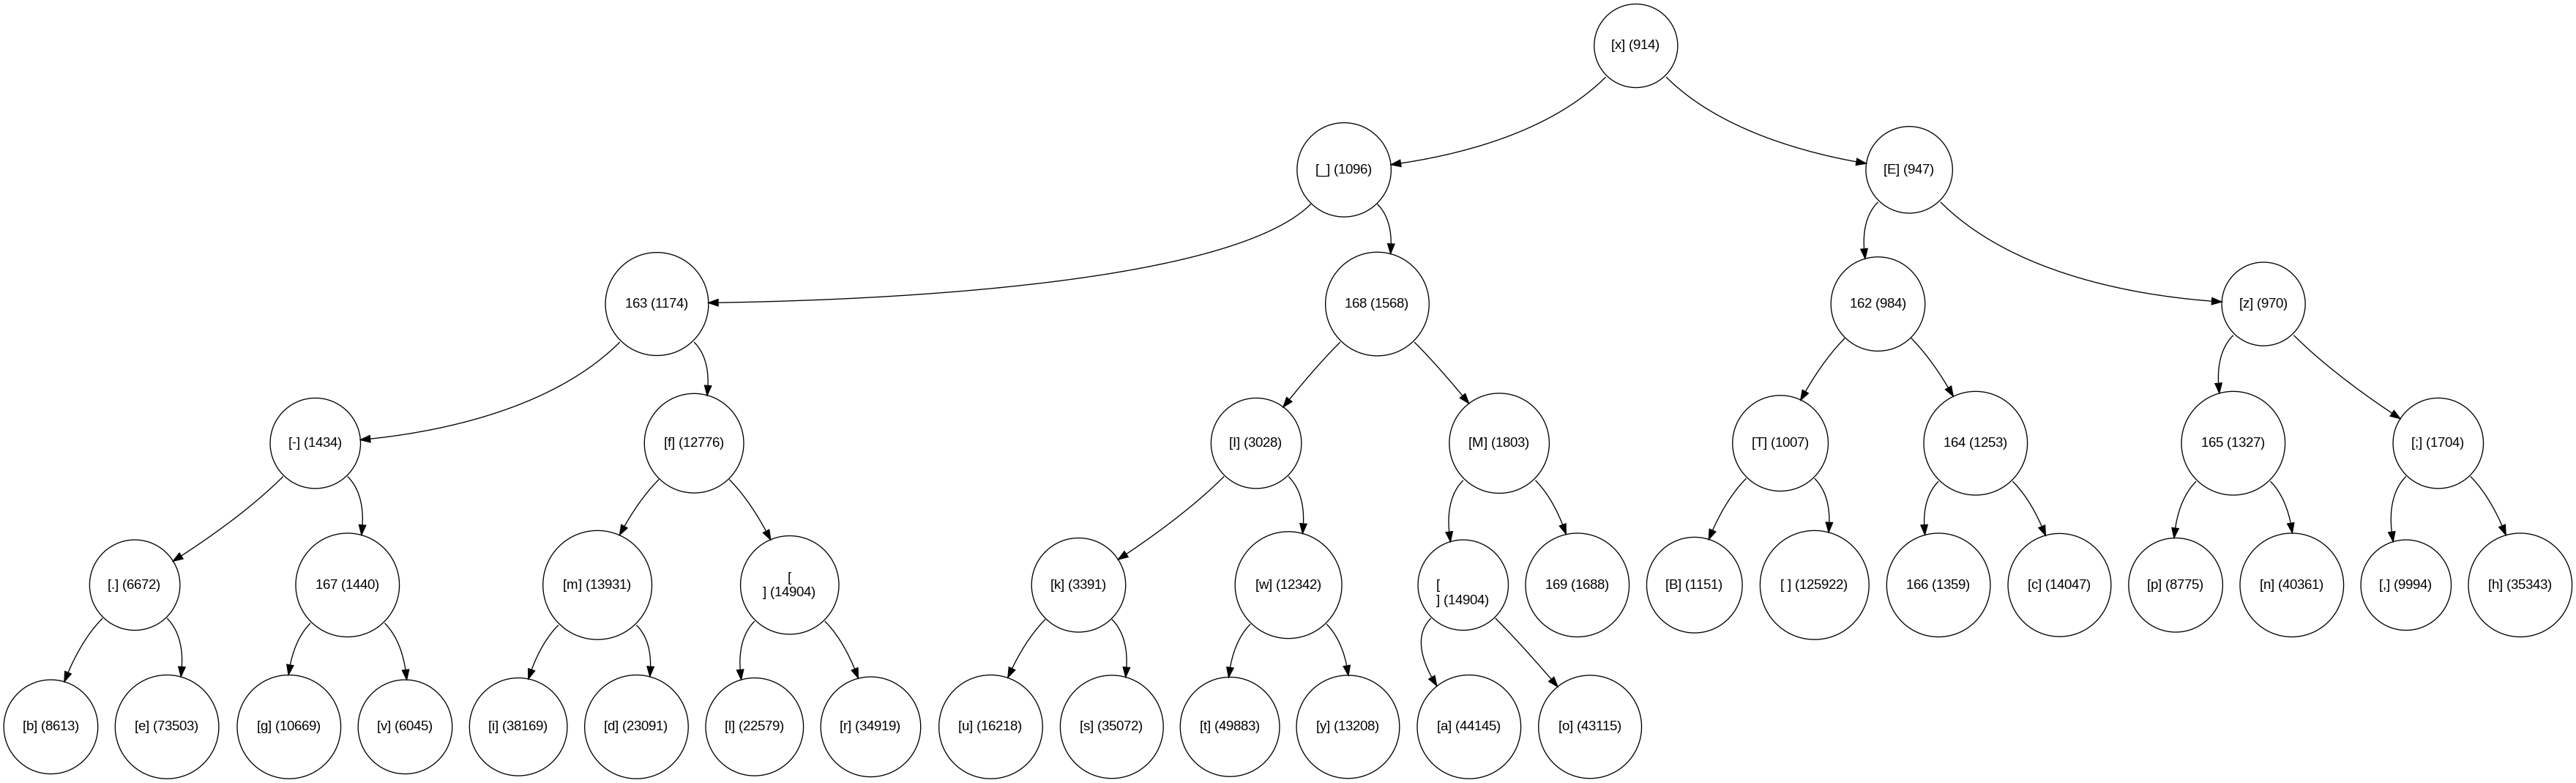 [x] (914)
[_] (1096)
[E] (947)
163 (1174)
168 (1568)
162 (984)
[z] (970)
[-] (1434)
[f] (12776)
[I] (3028)
[M] (1803)
[T] (1007)
164 (1253)
165 (1327)
[;] (1704)
[.] (6672)
167 (1440)
[m] (13931)
[
] (14904)
[k] (3391)
[w] (12342)
[
] (14904)
169 (1688)
[B] (1151)
[ ] (125922)
166 (1359)
[c] (14047)
[p] (8775)
[n] (40361)
[,] (9994)
[h] (35343)
[b] (8613)
[e] (73503)
[g] (10669)
[v] (6045)
[i] (38169)
[d] (23091)
[l] (22579)
[r] (34919)
[u] (16218)
[s] (35072)
[t] (49883)
[y] (13208)
[a] (44145)
[o] (43115)